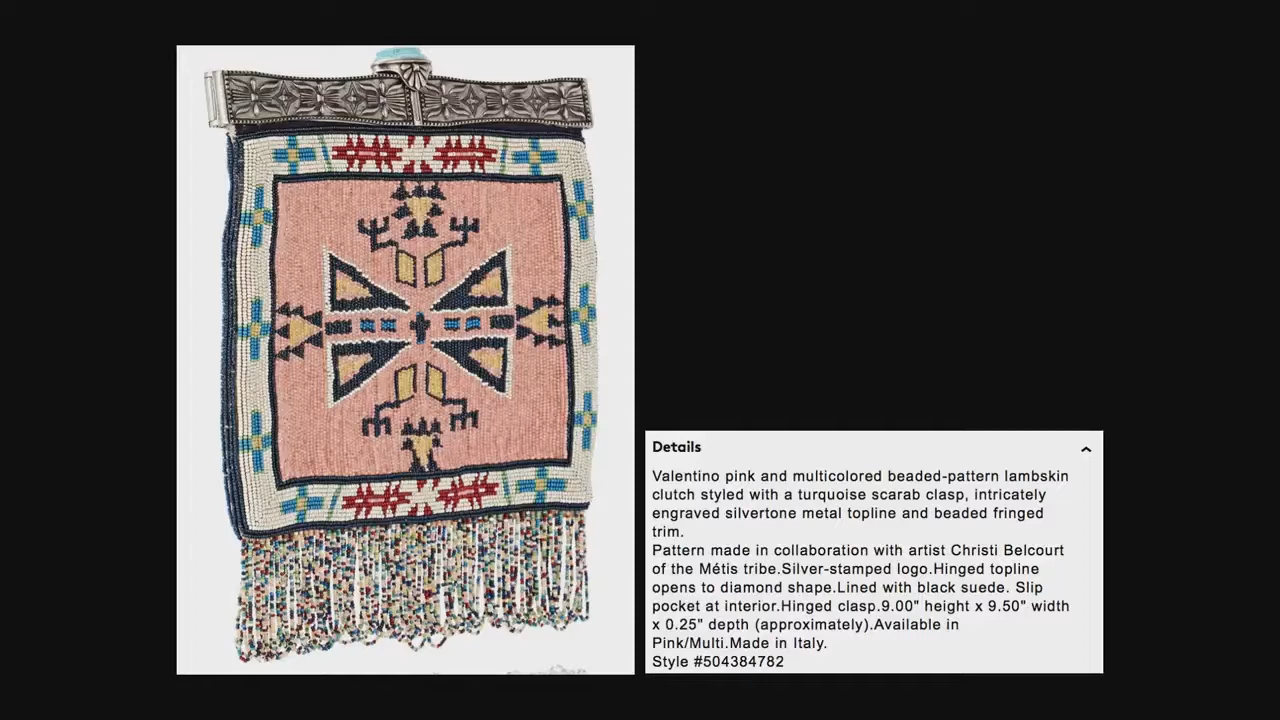 Details
Valentino pink and multicolored beaded-pattern lambskin
clutch styled with a turquoise scarab clasp, intricately
engraved silvertone metal topline and beaded fringed
trim.
Pattern made in collaboration with artist Christi Belcourt
of the Métis tribe.Silver-stamped logo.Hinged topline
opens to diamond shape.Lined with black suede. Slip
pocket at interior.Hinged clasp.9.00" height x 9.50" width
x 0.25" depth (approximately).Available in
Pink/Multi.Made in Italy.
Style #504384782